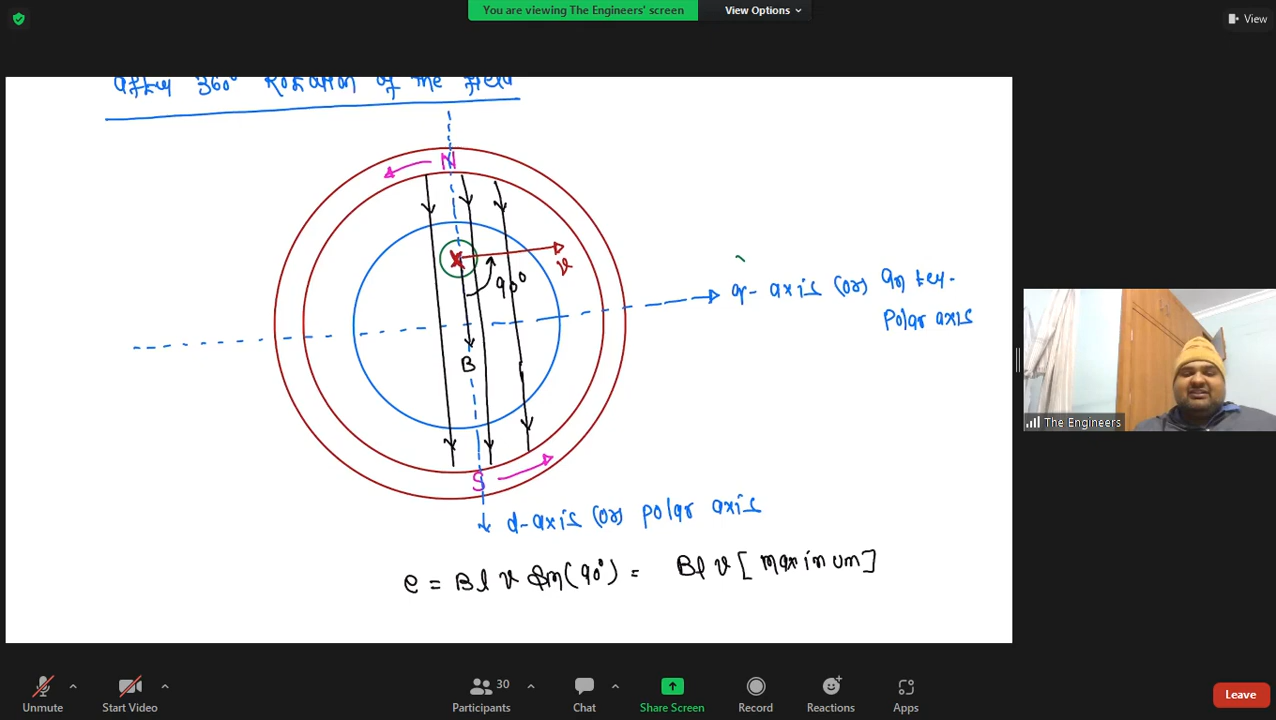 You are viewing The Engineers' screen
View Options
View
after 360° Rotation of the field
N
v
90°
B
q- axis (or) Inter-
Polar axis
S
d-axis (or) polar axis
e = Blv Sin(90°) = Blv [maximum]
The Engineers
Unmute
Start Video
30
Participants
Chat
Share Screen
Record
Reactions
Apps
Leave